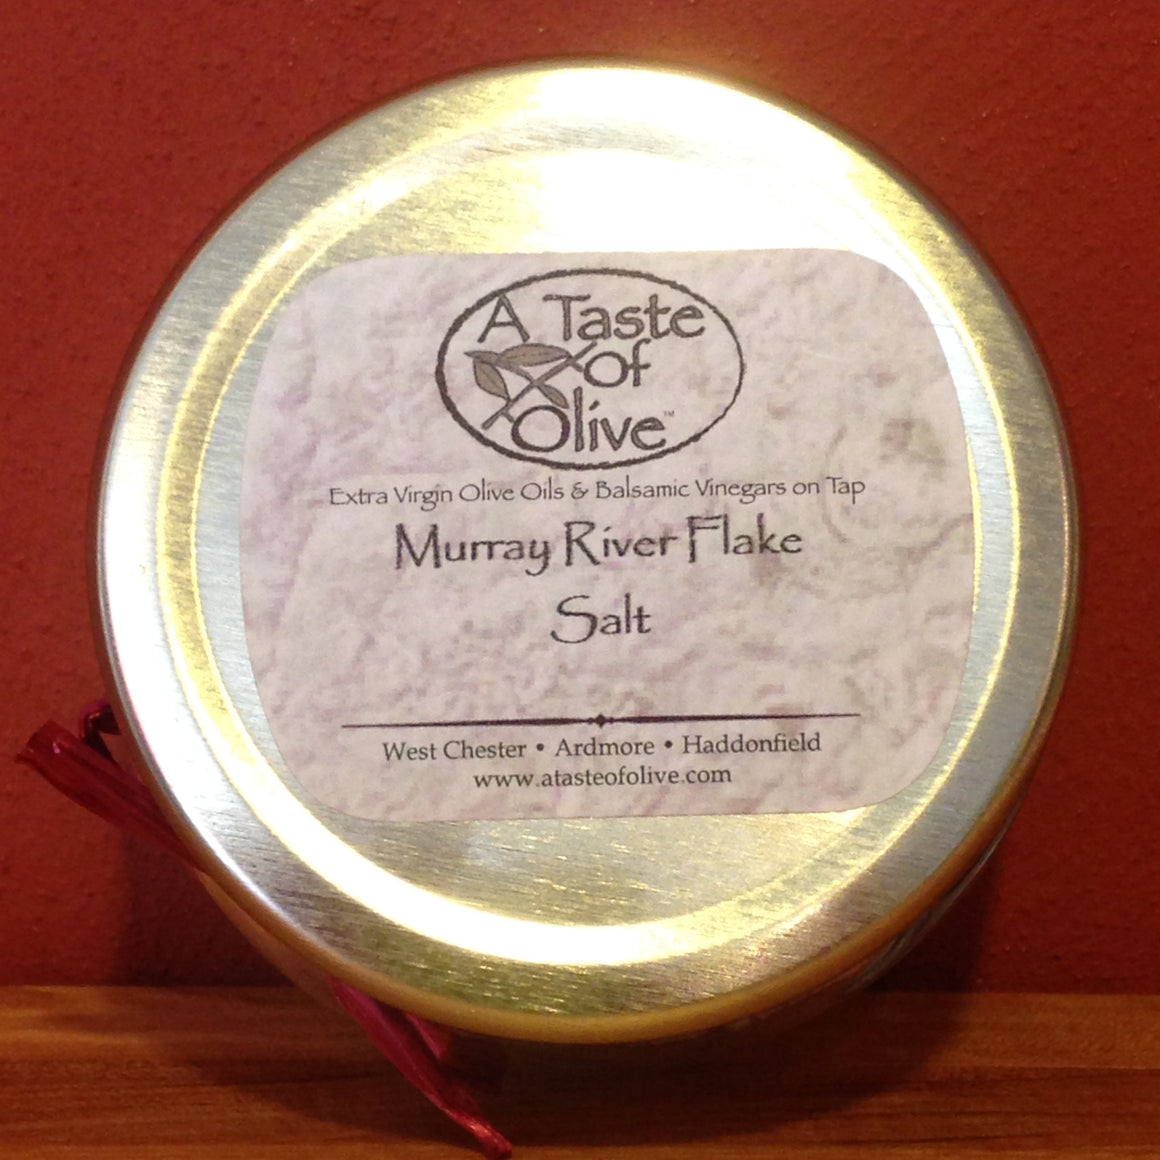 A Taste
of
Olive™
Extra Virgin Olive Oils & Balsamic Vinegars on Tap
Murray River Flake
Salt
West Chester • Ardmore • Haddonfield
www.atasteofolive.com